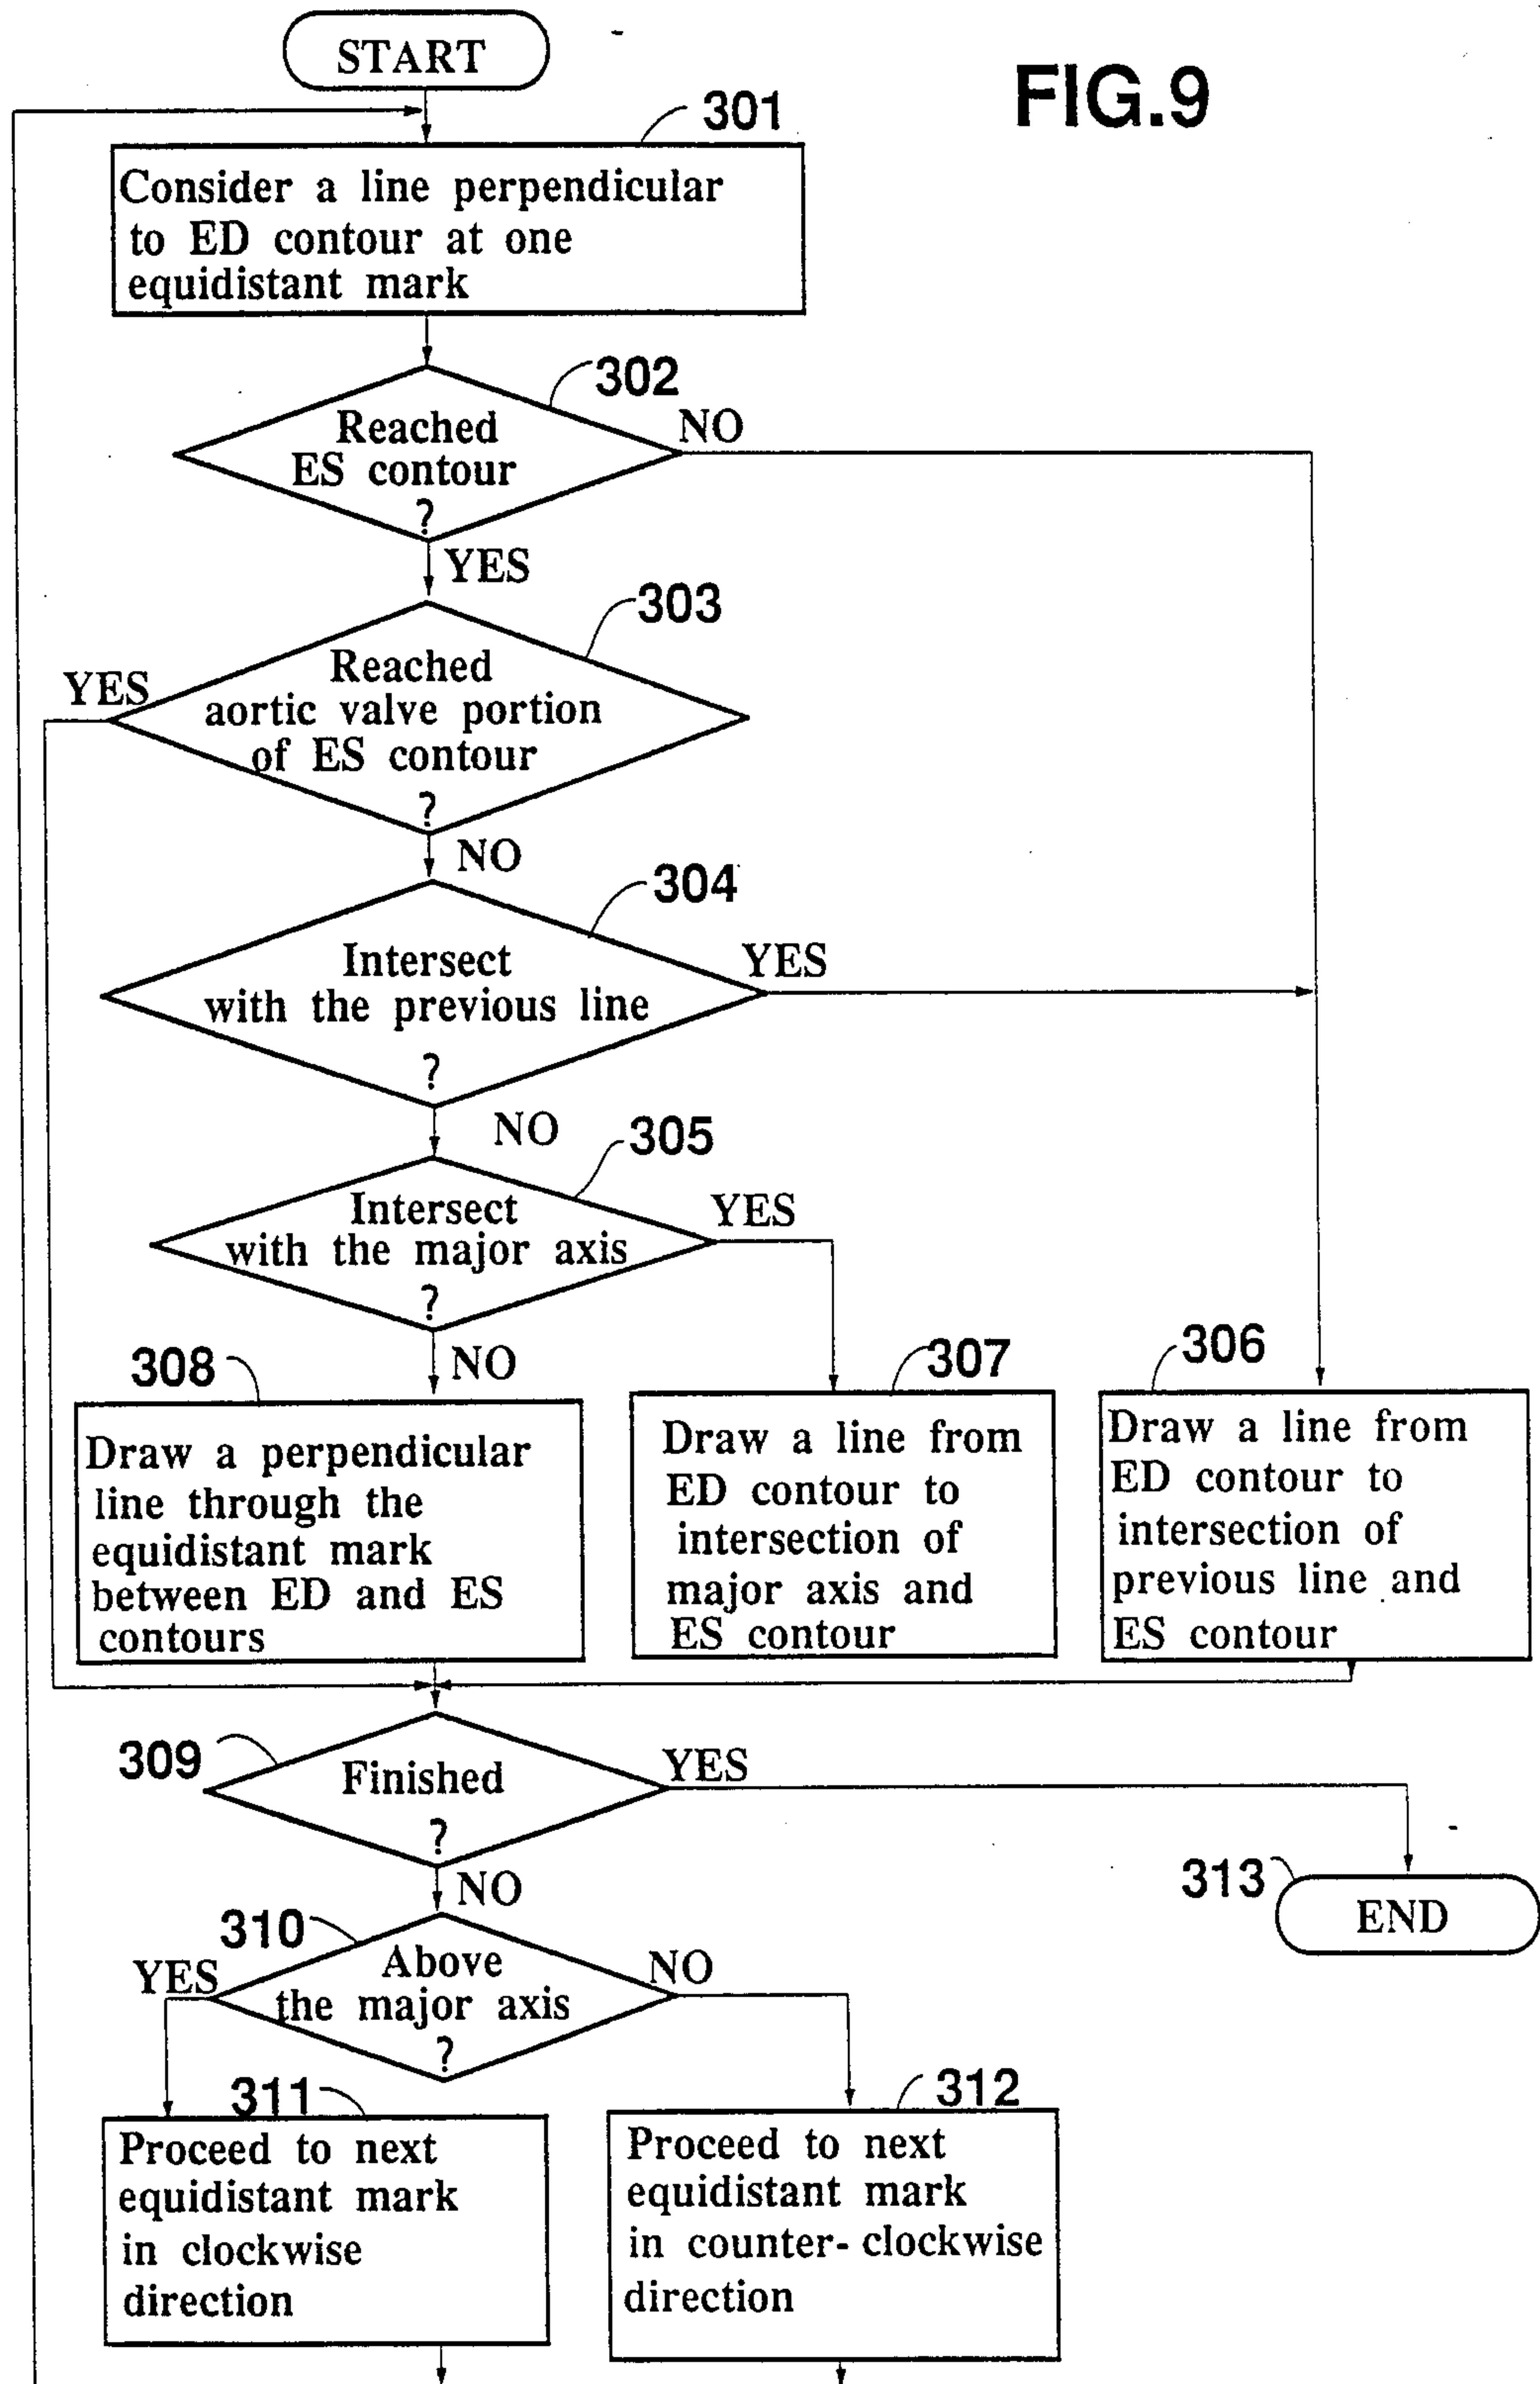 START
FIG.9
301
Consider a line perpendicular
to ED contour at one
equidistant mark
302
Reached
ES contour
?
NO
YES
303
Reached
aortic valve portion
of ES contour
?
YES
NO
304
Intersect
with the previous line
?
YES
NO
305
Intersect
with the major axis
?
YES
NO
308
Draw a perpendicular
line through the
equidistant mark
between ED and ES
contours
307
Draw a line from
ED contour to
intersection of
major axis and
ES contour
306
Draw a line from
ED contour to
intersection of
previous line and
ES contour
309
Finished
?
YES
NO
313
END
310
Above
the major axis
?
YES
NO
311
Proceed to next
equidistant mark
in clockwise
direction
312
Proceed to next
equidistant mark
in counter- clockwise
direction